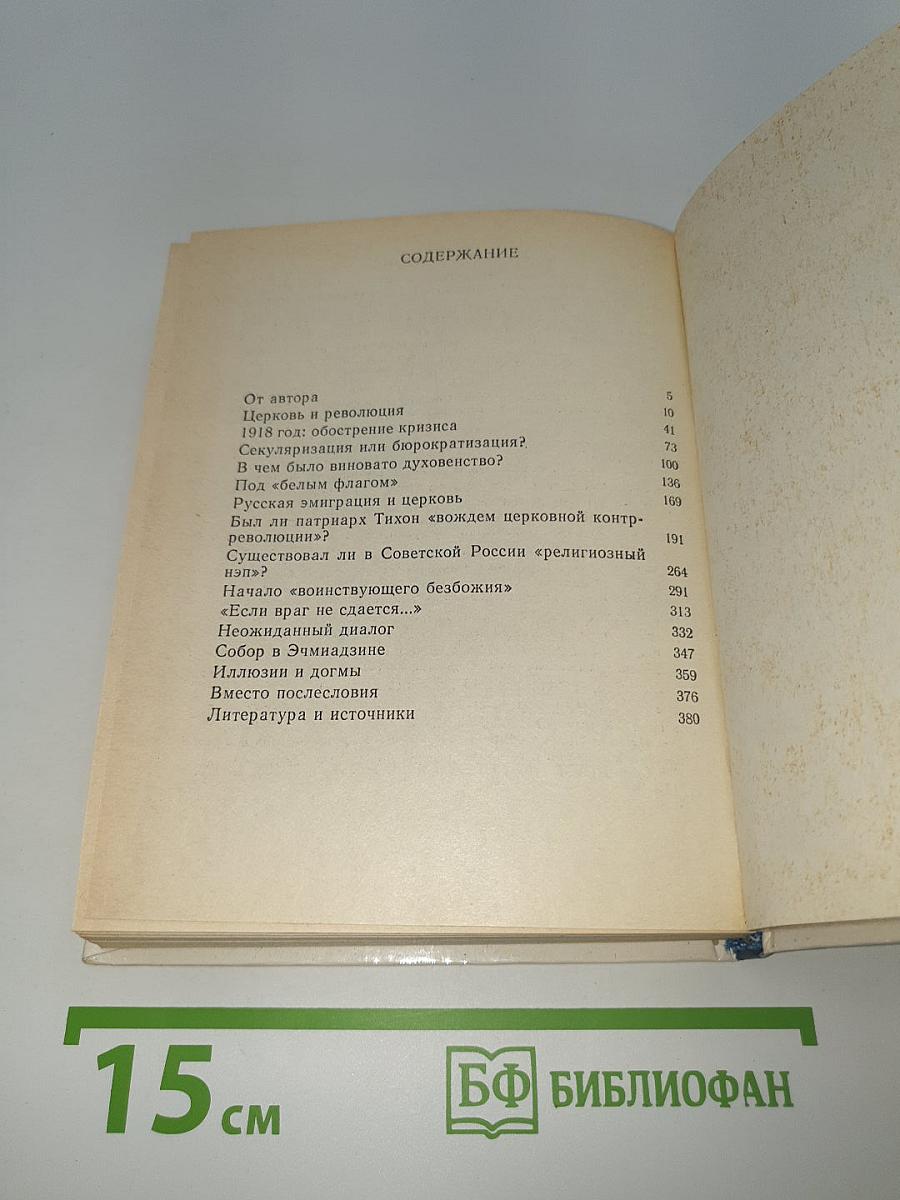 СОДЕРЖАНИЕ
От автора 5
Церковь и революция 10
1918 год: обострение кризиса 41
Секуляризация или бюрократизация? 73
В чем было виновато духовенство? 100
Под «белым флагом» 136
Русская эмиграция и церковь 169
Был ли патриарх Тихон «вождем церковной контр-
революции»? 191
Существовал ли в Советской России «религиозный
нэп»? 264
Начало «воинствующего безбожия» 291
«Если враг не сдается...» 313
Неожиданный диалог 332
Собор в Эчмиадзине 347
Иллюзии и догмы 359
Вместо послесловия 376
Литература и источники 380
15 см
БФ БИБЛИОФАН